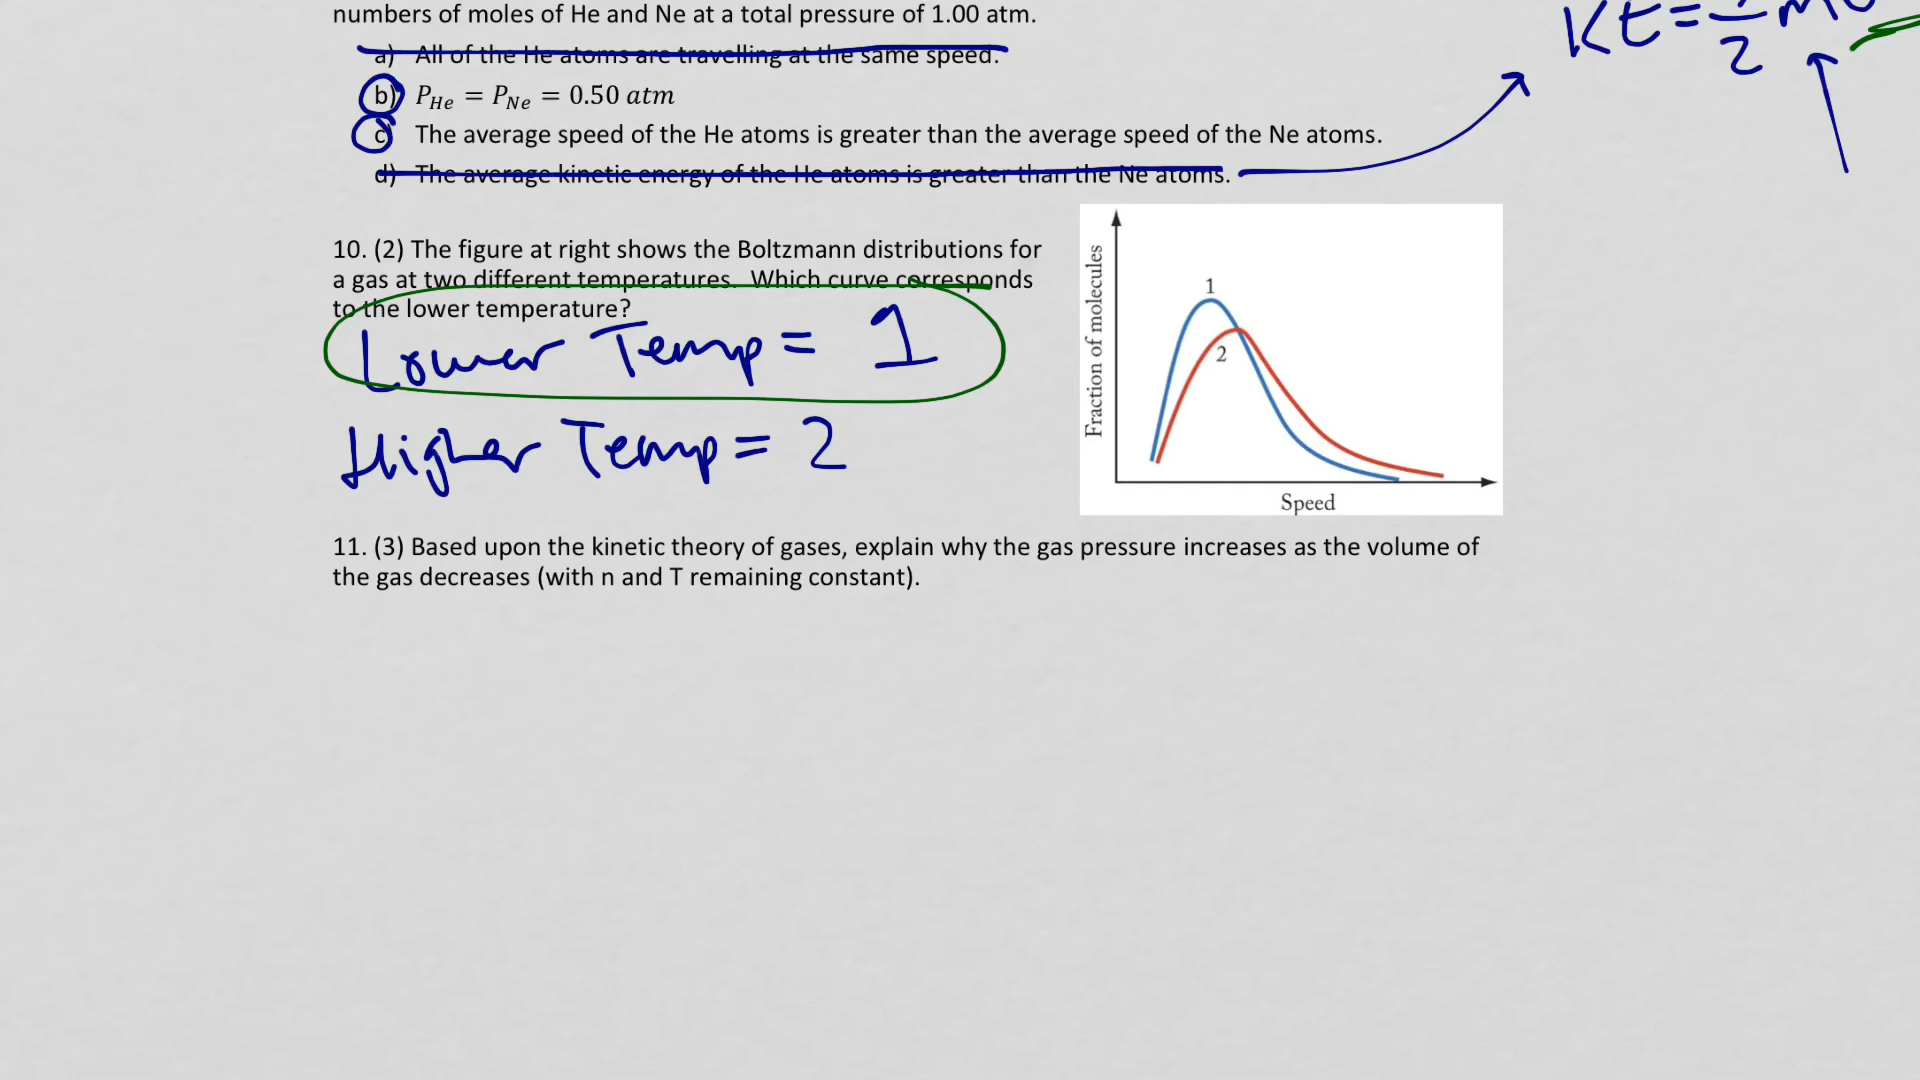 numbers of moles of He and Ne at a total pressure of 1.00 atm.
KE = 1/2 m
a) All of the He atoms are travelling at the same speed.
b) P_He = P_Ne = 0.50 atm
c) The average speed of the He atoms is greater than the average speed of the Ne atoms.
d) The average kinetic energy of the He atoms is greater than the Ne atoms.
10. (2) The figure at right shows the Boltzmann distributions for
a gas at two different temperatures. Which curve corresponds
to the lower temperature?
Lower Temp = 1
Higher Temp = 2
Fraction of molecules
1
2
Speed
11. (3) Based upon the kinetic theory of gases, explain why the gas pressure increases as the volume of
the gas decreases (with n and T remaining constant).